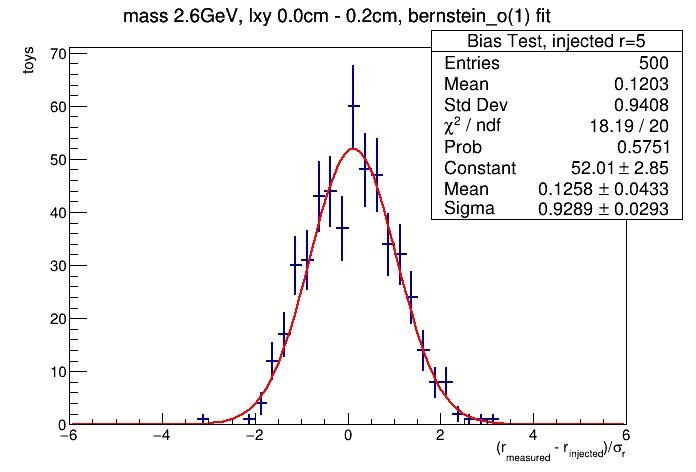 mass 2.6GeV, lxy 0.0cm - 0.2cm, bernstein_o(1) fit
Bias Test, injected r=5
Entries 500
Mean 0.1203
Std Dev 0.9408
χ² / ndf 18.19 / 20
Prob 0.5751
Constant 52.01 ± 2.85
Mean 0.1258 ± 0.0433
Sigma 0.9289 ± 0.0293
toys
70
60
50
40
30
20
10
0
−6 −4 −2 0 2 4 6
(r_measured - r_injected)/σ_r